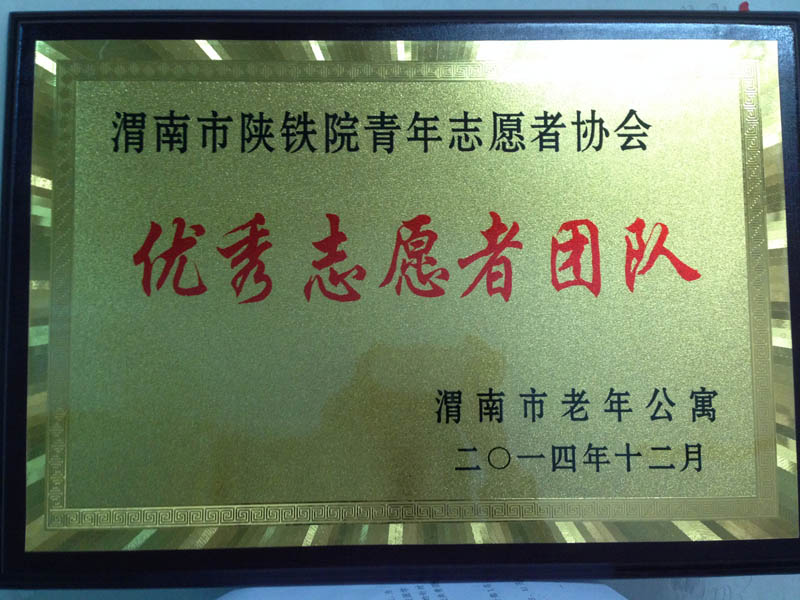 渭南市陕铁院青年志愿者协会
优秀志愿者团队
渭南市老年公寓
二〇一四年十二月